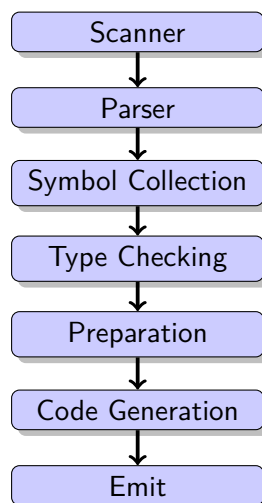 Scanner
Parser
Symbol Collection
Type Checking
Preparation
Code Generation
Emit